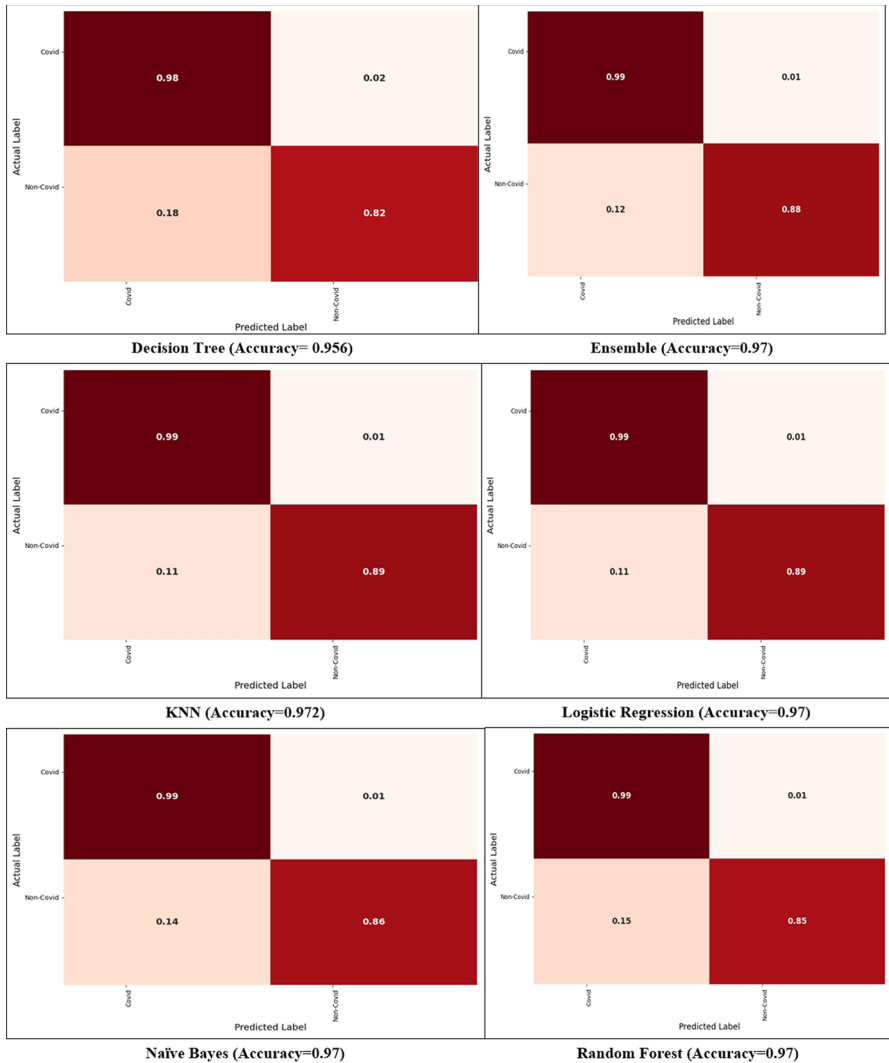 Actual Label
Covid
0.98
0.02
Non-Covid
0.18
0.82
Covid
Non-Covid
Predicted Label
Decision Tree (Accuracy= 0.956)
Actual Label
Covid
0.99
0.01
Non-Covid
0.12
0.88
Covid
Non-Covid
Predicted Label
Ensemble (Accuracy=0.97)
Actual Label
Covid
0.99
0.01
Non-Covid
0.11
0.89
Covid
Non-Covid
Predicted Label
KNN (Accuracy=0.972)
Actual Label
Covid
0.99
0.01
Non-Covid
0.11
0.89
Covid
Non-Covid
Predicted Label
Logistic Regression (Accuracy=0.97)
Actual Label
Covid
0.99
0.01
Non-Covid
0.14
0.86
Covid
Non-Covid
Predicted Label
Naïve Bayes (Accuracy=0.97)
Actual Label
Covid
0.99
0.01
Non-Covid
0.15
0.85
Covid
Non-Covid
Predicted Label
Random Forest (Accuracy=0.97)